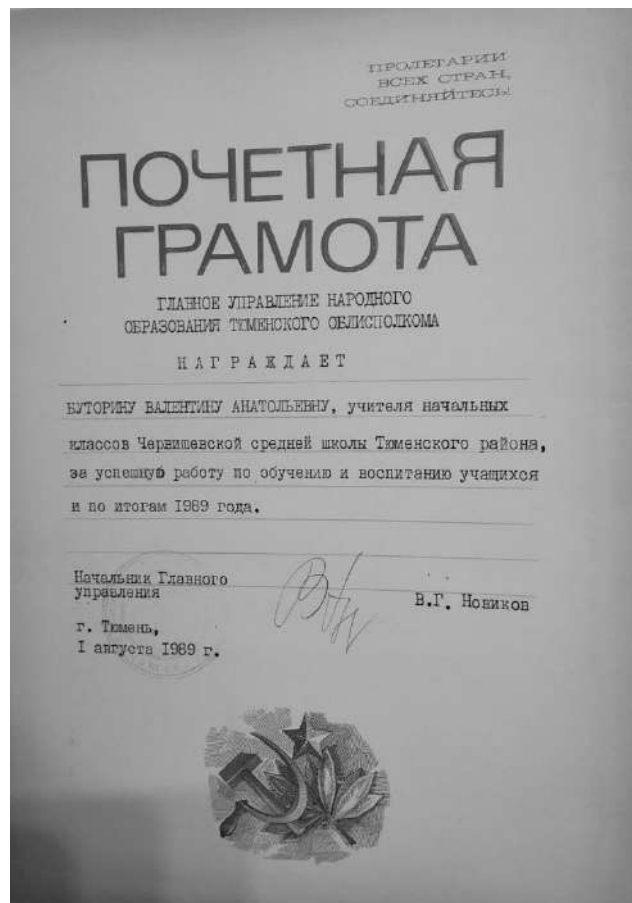 ПРОЛЕТАРИИ
ВСЕХ СТРАН,
СОЕДИНЯЙТЕСЬ!
ПОЧЕТНАЯ
ГРАМОТА
ГЛАВНОЕ УПРАВЛЕНИЕ НАРОДНОГО
ОБРАЗОВАНИЯ ТЮМЕНСКОГО ОБЛИСПОЛКОМА
НАГРАЖДАЕТ
БУТОРИНУ ВАЛЕНТИНУ АНАТОЛЬЕВНУ, учителя начальных
классов Червишевской средней школы Тюменского района,
за успешную работу по обучению и воспитанию учащихся
и по итогам 1989 года.
Начальник Главного
управления
В.Г. Новиков
г. Тюмень,
I августа 1989 г.